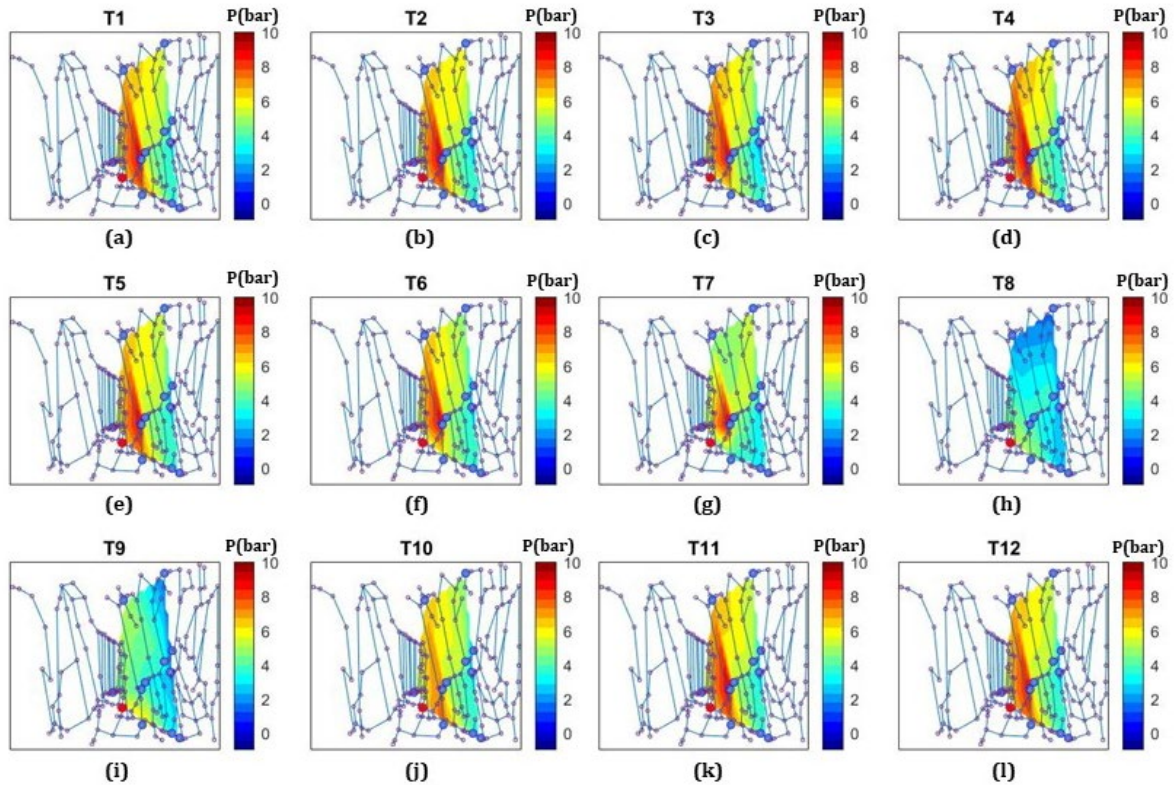 T1 P(bar) T2 P(bar) T3 P(bar) T4 P(bar)
10 10 10 10
8 8 8 8
6 6 6 6
4 4 4 4
2 2 2 2
0 0 0 0
(a) (b) (c) (d)
T5 P(bar) T6 P(bar) T7 P(bar) T8 P(bar)
10 10 10 10
8 8 8 8
6 6 6 6
4 4 4 4
2 2 2 2
0 0 0 0
(e) (f) (g) (h)
T9 P(bar) T10 P(bar) T11 P(bar) T12 P(bar)
10 10 10 10
8 8 8 8
6 6 6 6
4 4 4 4
2 2 2 2
0 0 0 0
(i) (j) (k) (l)